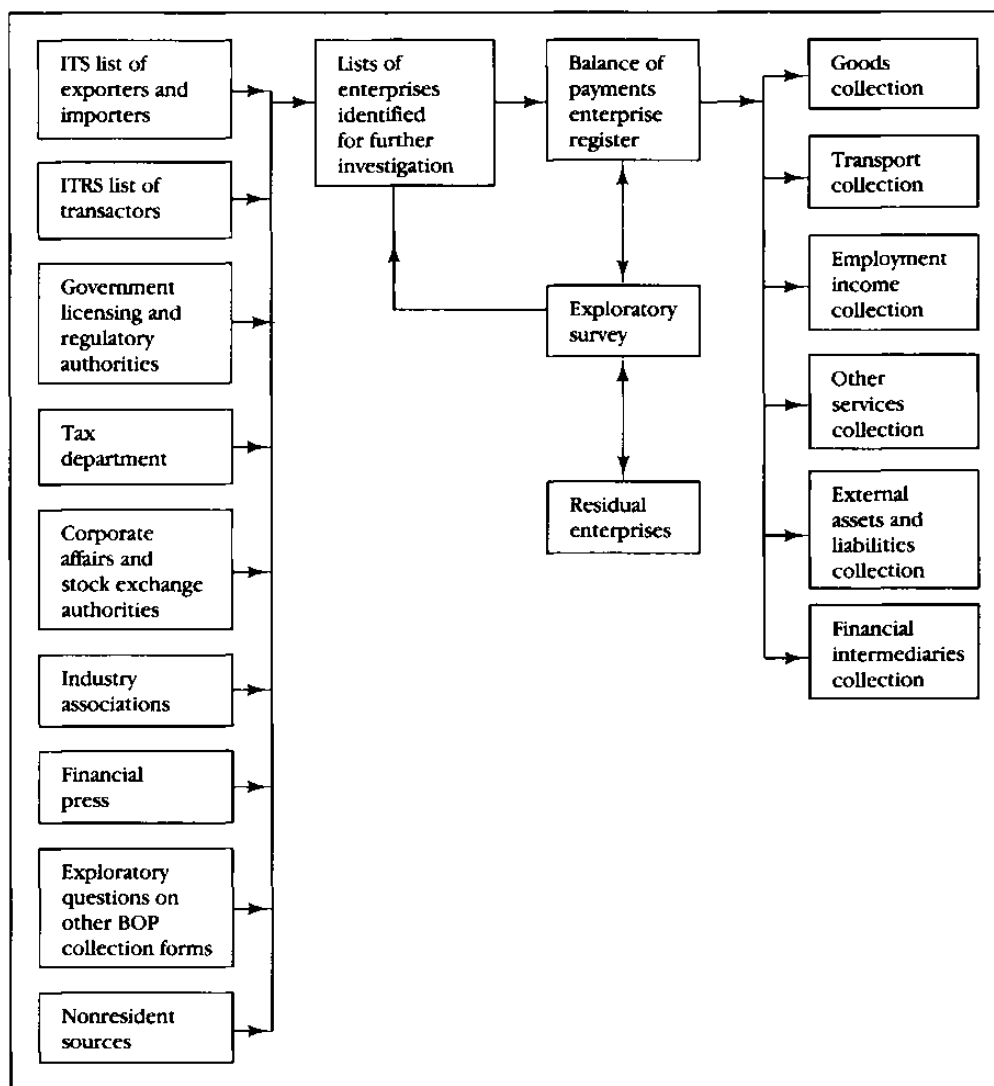 ITS list of
exporters and
importers
ITRS list of
transactors
Government
licensing and
regulatory
authorities
Tax
department
Corporate
affairs and
stock exchange
authorities
Industry
associations
Financial
press
Exploratory
questions on
other BOP
collection forms
Nonresident
sources
Lists of
enterprises
identified
for further
investigation
Balance of
payments
enterprise
register
Exploratory
survey
Residual
enterprises
Goods
collection
Transport
collection
Employment
income
collection
Other
services
collection
External
assets and
liabilities
collection
Financial
intermediaries
collection